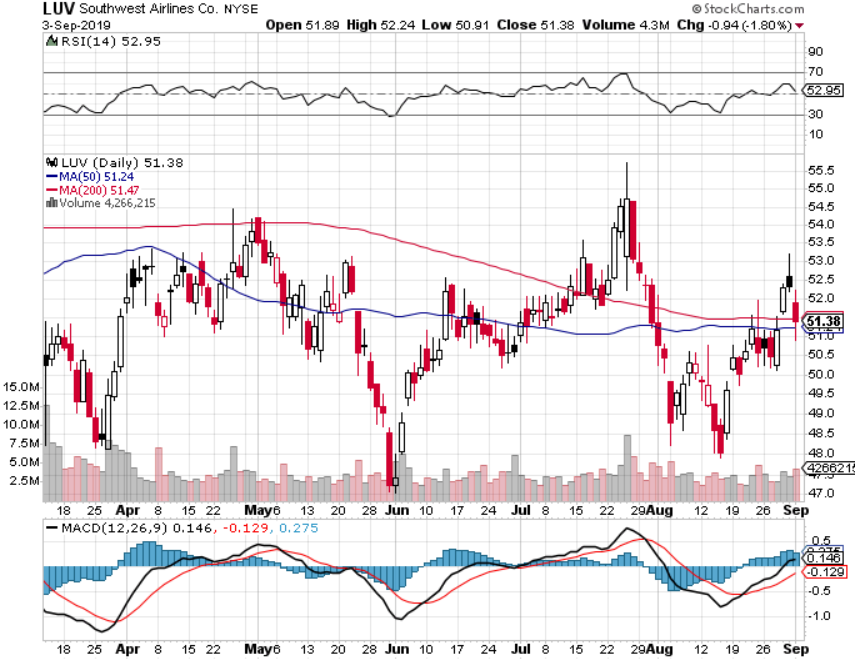 LUV Southwest Airlines Co. NYSE © StockCharts.com
3-Sep-2019 Open 51.89 High 52.24 Low 50.91 Close 51.38 Volume 4.3M Chg -0.94 (-1.80%)
RSI(14) 52.95
90
70
52.95
30
10
LUV (Daily) 51.38
MA(50) 51.24
MA(200) 51.47
Volume 4,266,215
55.5
55.0
54.5
54.0
53.5
53.0
52.5
52.0
51.38
51.0
50.5
50.0
49.5
49.0
48.5
48.0
4266215
47.0
15.0M
12.5M
10.0M
7.5M
5.0M
2.5M
18 25 Apr 8 15 22 May 6 13 20 28 Jun 10 17 24 Jul 8 15 22 Aug 12 19 26 Sep
MACD(12,26,9) 0.146, -0.129, 0.275
0.5
0.146
-0.129
-0.5
-1.0
18 25 Apr 8 15 22 May 6 13 20 28 Jun 10 17 24 Jul 8 15 22 Aug 12 19 26 Sep